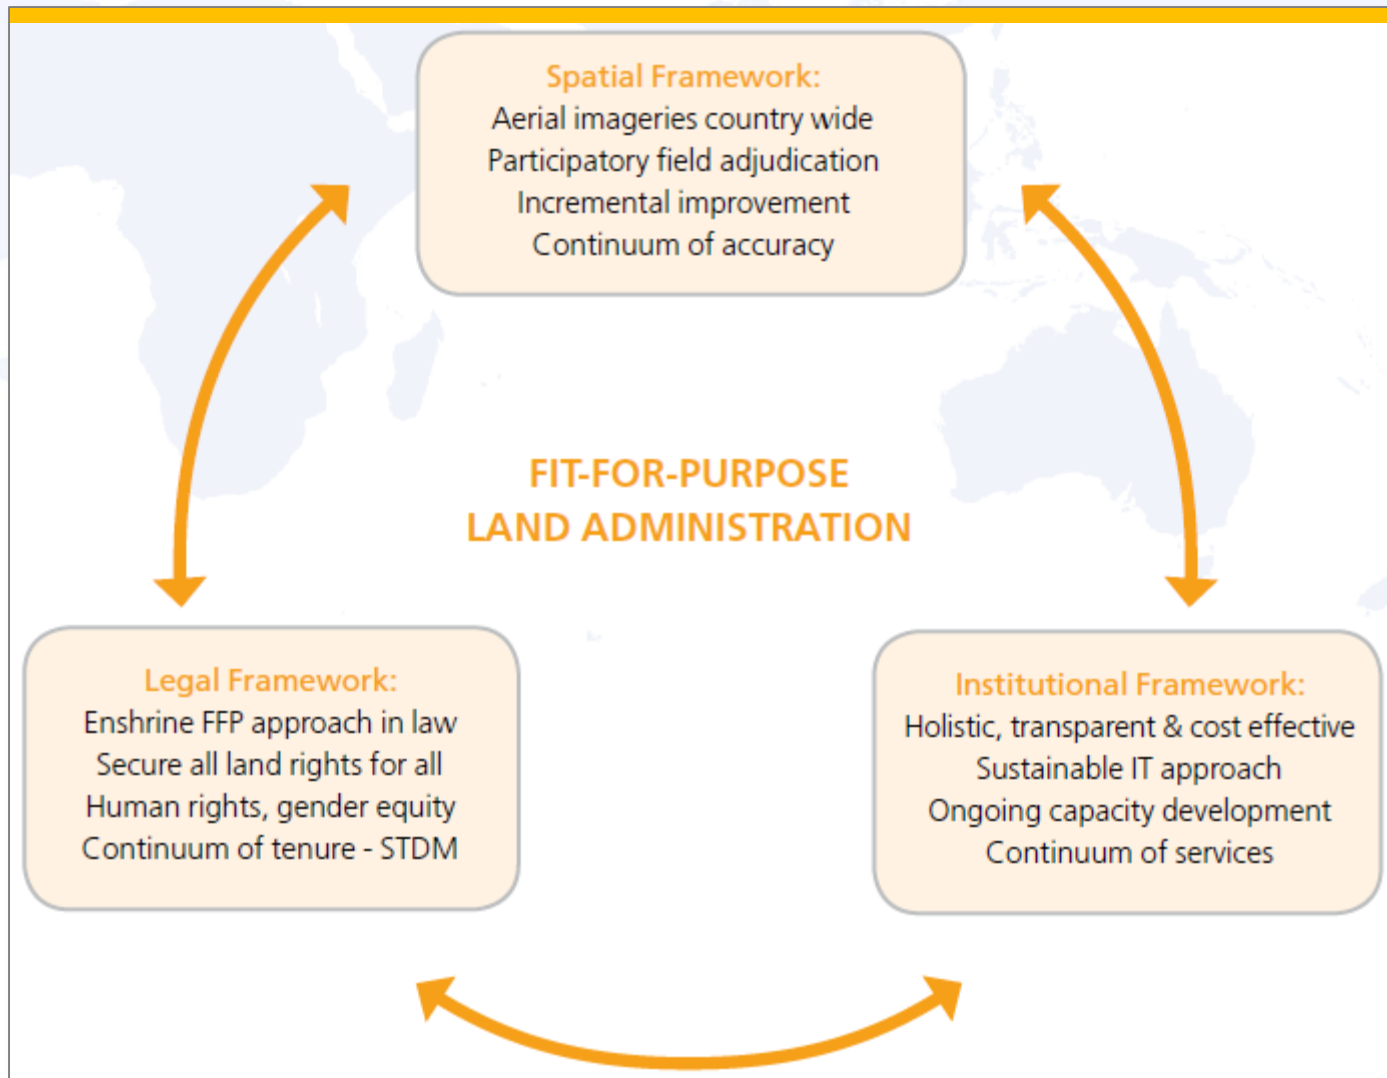 Spatial Framework:
Aerial imageries country wide
Participatory field adjudication
Incremental improvement
Continuum of accuracy
FIT-FOR-PURPOSE
LAND ADMINISTRATION
Legal Framework:
Enshrine FFP approach in law
Secure all land rights for all
Human rights, gender equity
Continuum of tenure - STDM
Institutional Framework:
Holistic, transparent & cost effective
Sustainable IT approach
Ongoing capacity development
Continuum of services